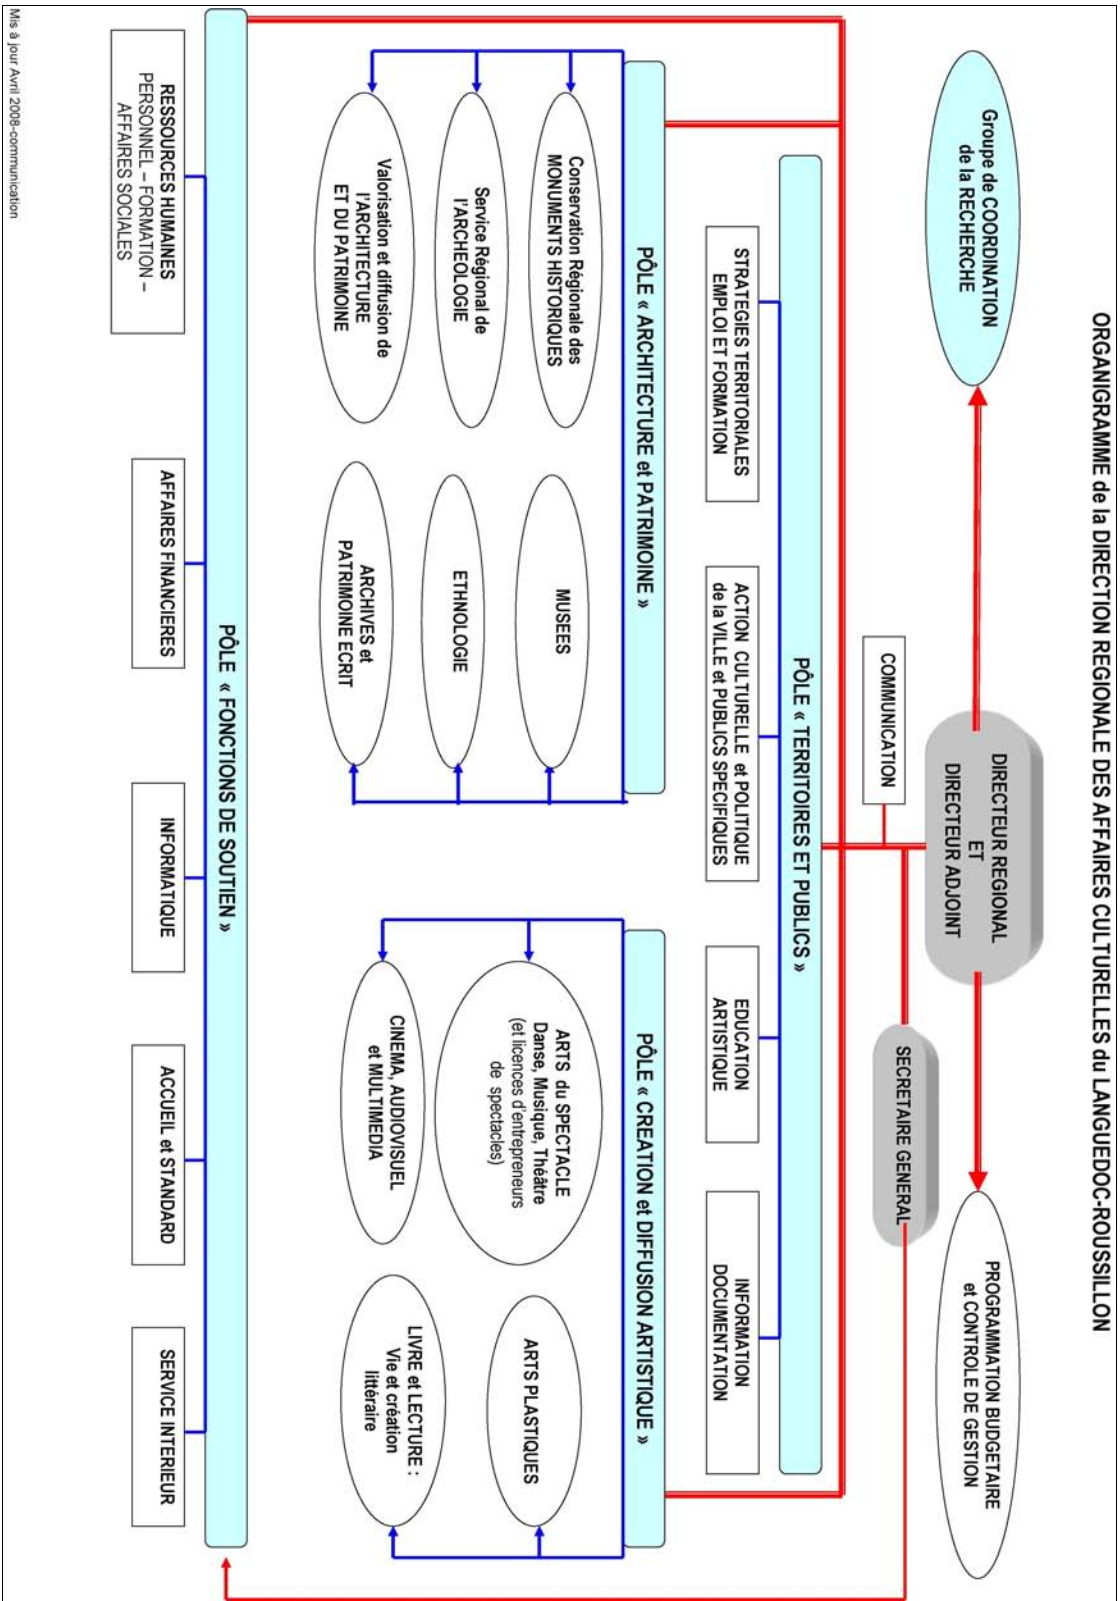 ORGANIGRAMME de la DIRECTION REGIONALE DES AFFAIRES CULTURELLES du LANGUEDOC-ROUSSILLON
Groupe de COORDINATION
de la RECHERCHE
DIRECTEUR REGIONAL
ET
DIRECTEUR ADJOINT
PROGRAMMATION BUDGETAIRE
et CONTROLE DE GESTION
SECRETAIRE GENERAL
COMMUNICATION
PÔLE « TERRITOIRES ET PUBLICS »
STRATEGIES TERRITORIALES
EMPLOI ET FORMATION
ACTION CULTURELLE et POLITIQUE
de la VILLE et PUBLICS SPECIFIQUES
EDUCATION
ARTISTIQUE
INFORMATION
DOCUMENTATION
PÔLE « ARCHITECTURE et PATRIMOINE »
Conservation Régionale des
MONUMENTS HISTORIQUES
Service Régional de
l'ARCHEOLOGIE
Valorisation et diffusion de
l'ARCHITECTURE
ET DU PATRIMOINE
MUSEES
ETHNOLOGIE
ARCHIVES et
PATRIMOINE ECRIT
PÔLE « CREATION et DIFFUSION ARTISTIQUE »
ARTS du SPECTACLE
Danse, Musique, Théâtre
(et licences d'entrepreneurs
de spectacles)
CINEMA, AUDIOVISUEL
et MULTIMEDIA
ARTS PLASTIQUES
LIVRE et LECTURE :
Vie et création
littéraire
PÔLE « FONCTIONS DE SOUTIEN »
RESSOURCES HUMAINES
PERSONNEL – FORMATION –
AFFAIRES SOCIALES
AFFAIRES FINANCIERES
INFORMATIQUE
ACCUEIL et STANDARD
SERVICE INTERIEUR
Mis à jour Avril 2008-communication